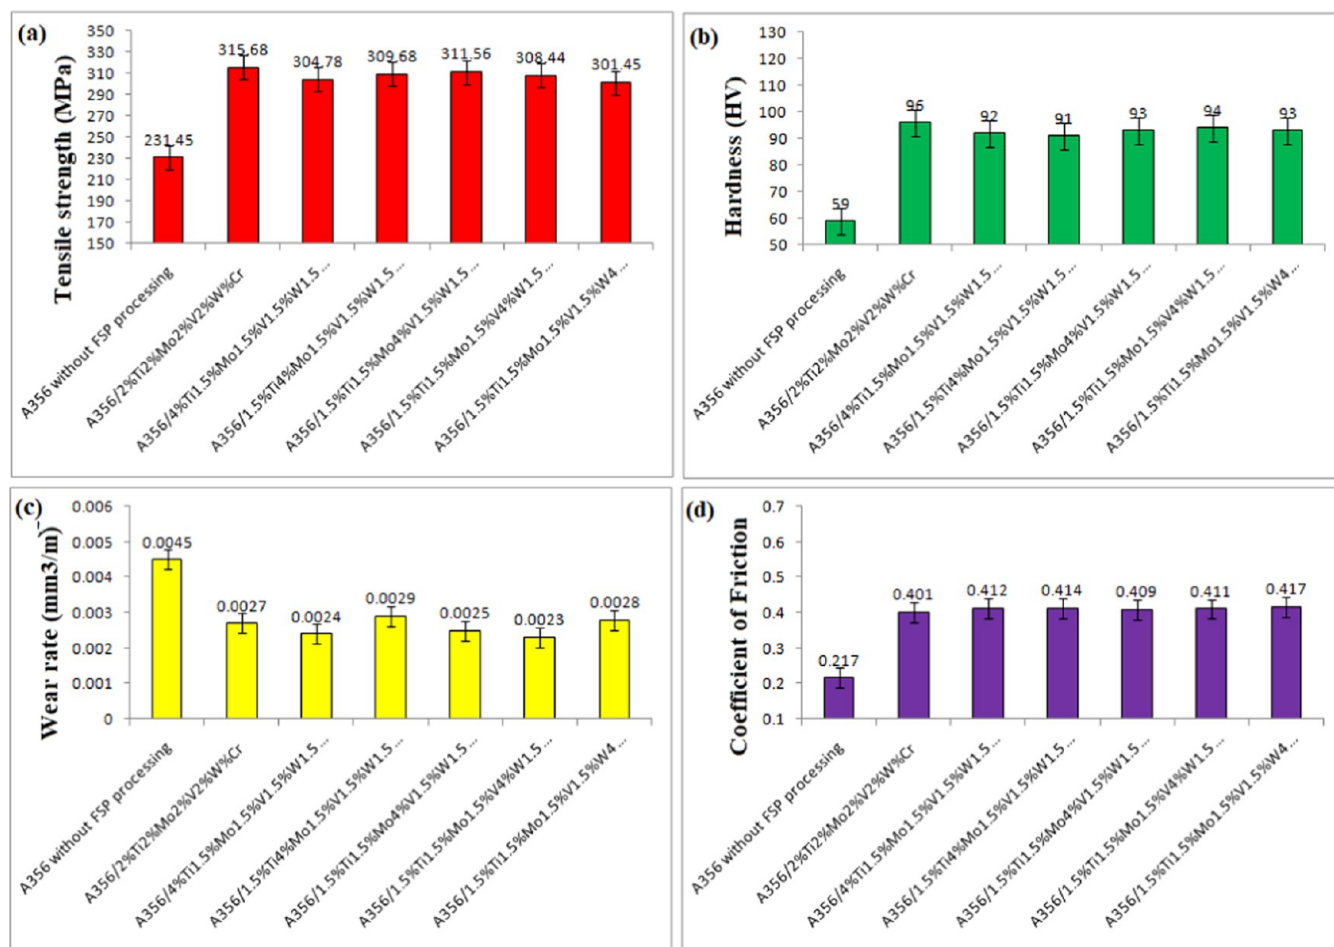 (a)
Tensile strength (MPa)
350
330
310
290
270
250
230
210
190
170
150
231.45
315.68
304.78
309.68
311.56
308.44
301.45
A356 without FSP processing
A356/2%Ti2%Mo2%V2%W%Cr
A356/4%Ti1.5%Mo1.5%V1.5%W1.5...
A356/1.5%Ti4%Mo1.5%V1.5%W1.5...
A356/1.5%Ti1.5%Mo4%V1.5%W1.5...
A356/1.5%Ti1.5%Mo1.5%V4%W1.5...
A356/1.5%Ti1.5%Mo1.5%V1.5%W4...
(b)
Hardness (HV)
130
120
110
100
90
80
70
60
50
59
96
92
91
93
94
93
A356 without FSP processing
A356/2%Ti2%Mo2%V2%W%Cr
A356/4%Ti1.5%Mo1.5%V1.5%W1.5...
A356/1.5%Ti4%Mo1.5%V1.5%W1.5...
A356/1.5%Ti1.5%Mo4%V1.5%W1.5...
A356/1.5%Ti1.5%Mo1.5%V4%W1.5...
A356/1.5%Ti1.5%Mo1.5%V1.5%W4...
(c)
Wear rate (mm3/m)
0.006
0.005
0.004
0.003
0.002
0.001
0
0.0045
0.0027
0.0024
0.0029
0.0025
0.0023
0.0028
A356 without FSP processing
A356/2%Ti2%Mo2%V2%W%Cr
A356/4%Ti1.5%Mo1.5%V1.5%W1.5...
A356/1.5%Ti4%Mo1.5%V1.5%W1.5...
A356/1.5%Ti1.5%Mo4%V1.5%W1.5...
A356/1.5%Ti1.5%Mo1.5%V4%W1.5...
A356/1.5%Ti1.5%Mo1.5%V1.5%W4...
(d)
Coefficient of Friction
0.7
0.6
0.5
0.4
0.3
0.2
0.1
0.217
0.401
0.412
0.414
0.409
0.411
0.417
A356 without FSP processing
A356/2%Ti2%Mo2%V2%W%Cr
A356/4%Ti1.5%Mo1.5%V1.5%W1.5...
A356/1.5%Ti4%Mo1.5%V1.5%W1.5...
A356/1.5%Ti1.5%Mo4%V1.5%W1.5...
A356/1.5%Ti1.5%Mo1.5%V4%W1.5...
A356/1.5%Ti1.5%Mo1.5%V1.5%W4...